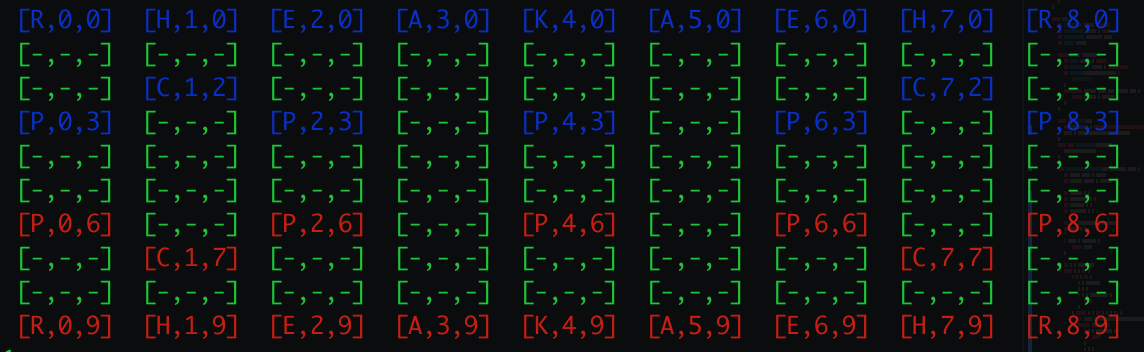 [R,0,0] [H,1,0] [E,2,0] [A,3,0] [K,4,0] [A,5,0] [E,6,0] [H,7,0] [R,8,0]
[-,-,-] [-,-,-] [-,-,-] [-,-,-] [-,-,-] [-,-,-] [-,-,-] [-,-,-] [-,-,-]
[-,-,-] [C,1,2] [-,-,-] [-,-,-] [-,-,-] [-,-,-] [-,-,-] [C,7,2] [-,-,-]
[P,0,3] [-,-,-] [P,2,3] [-,-,-] [P,4,3] [-,-,-] [P,6,3] [-,-,-] [P,8,3]
[-,-,-] [-,-,-] [-,-,-] [-,-,-] [-,-,-] [-,-,-] [-,-,-] [-,-,-] [-,-,-]
[-,-,-] [-,-,-] [-,-,-] [-,-,-] [-,-,-] [-,-,-] [-,-,-] [-,-,-] [-,-,-]
[P,0,6] [-,-,-] [P,2,6] [-,-,-] [P,4,6] [-,-,-] [P,6,6] [-,-,-] [P,8,6]
[-,-,-] [C,1,7] [-,-,-] [-,-,-] [-,-,-] [-,-,-] [-,-,-] [C,7,7] [-,-,-]
[-,-,-] [-,-,-] [-,-,-] [-,-,-] [-,-,-] [-,-,-] [-,-,-] [-,-,-] [-,-,-]
[R,0,9] [H,1,9] [E,2,9] [A,3,9] [K,4,9] [A,5,9] [E,6,9] [H,7,9] [R,8,9]